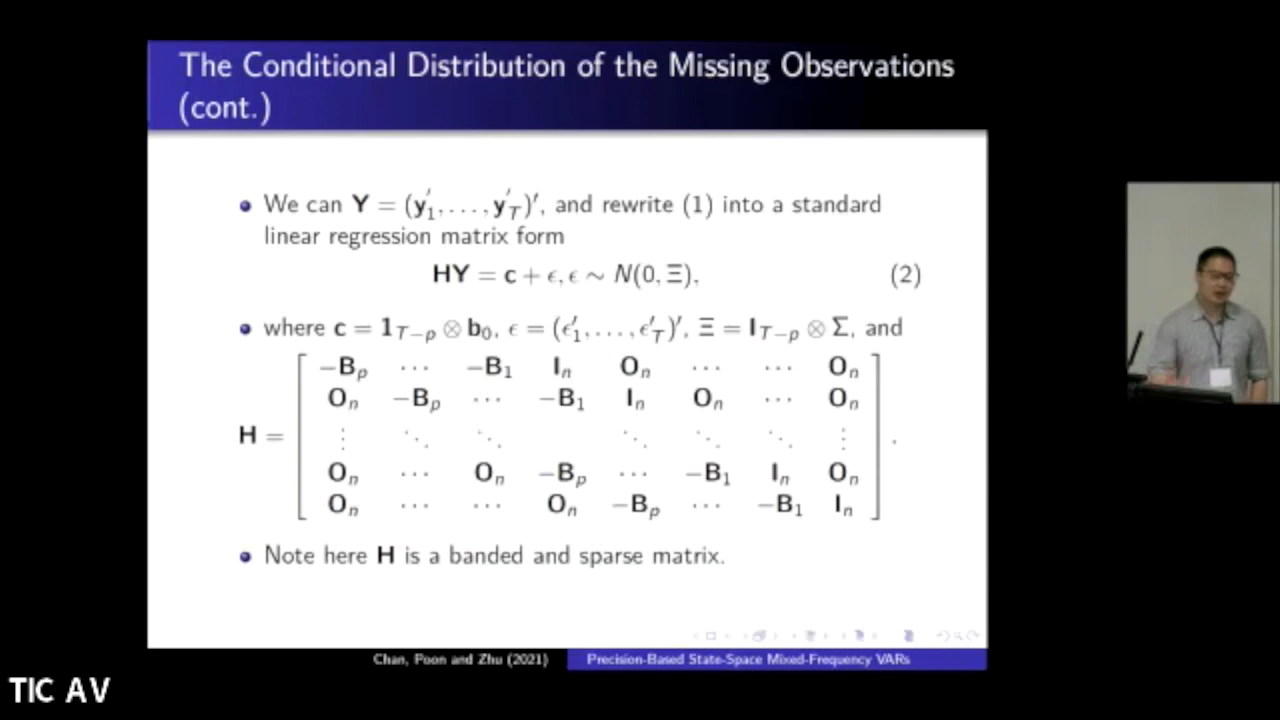 The Conditional Distribution of the Missing Observations
(cont.)
We can Y = (y′₁, . . . , y′_T)′, and rewrite (1) into a standard
linear regression matrix form
HY = c + ϵ, ϵ ∼ N(0, Ξ), (2)
where c = 1_{T−p} ⊗ b₀, ϵ = (ϵ′₁, . . . , ϵ′_T)′, Ξ = I_{T−p} ⊗ Σ, and
−B_p ⋯ −B₁ I_n O_n ⋯ ⋯ O_n
O_n −B_p ⋯ −B₁ I_n O_n ⋯ O_n
H = ⋮ ⋱ ⋱ ⋱ ⋱ ⋱ ⋮ .
O_n ⋯ O_n −B_p ⋯ −B₁ I_n O_n
O_n ⋯ ⋯ O_n −B_p ⋯ −B₁ I_n
Note here H is a banded and sparse matrix.
Chan, Poon and Zhu (2021) Precision-Based State-Space Mixed-Frequency VARs
TIC AV